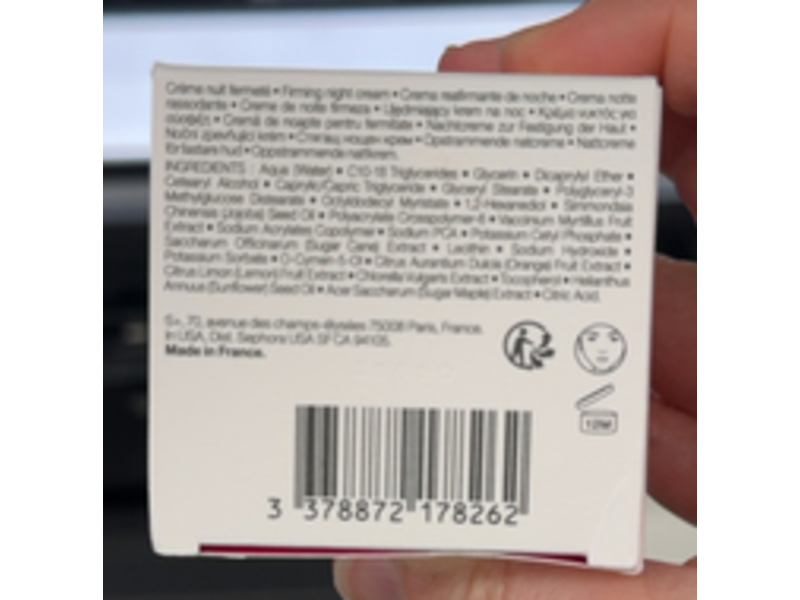 Crème nuit fermeté • Firming night cream • Crema reafirmante de noche • Crema notte
rassodante • Creme de noite firmeza • Ujędrniający krem na noc • Κρέμα νυκτός για
σύσφιξη • Cremă de noapte pentru fermitate • Nachtcreme zur Festigung der Haut •
Noční zpevňující krém • Стягащ нощен крем • Opstrammende natcreme • Nattcreme
för fastare hud • Oppstrammende nattkrem.
INGREDIENTS : Aqua (Water) • C10-18 Triglycerides • Glycerin • Dicaprylyl Ether •
Cetearyl Alcohol • Caprylic/Capric Triglyceride • Glyceryl Stearate • Polyglyceryl-3
Methylglucose Distearate • Octyldodecyl Myristate • 1,2-Hexanediol • Simmondsia
Chinensis (Jojoba) Seed Oil • Polyacrylate Crosspolymer-6 • Vaccinium Myrtillus Fruit
Extract • Sodium Acrylates Copolymer • Sodium PCA • Potassium Cetyl Phosphate •
Saccharum Officinarum (Sugar Cane) Extract • Lecithin • Sodium Hydroxide •
Potassium Sorbate • O-Cymen-5-Ol • Citrus Aurantium Dulcis (Orange) Fruit Extract •
Citrus Limon (Lemon) Fruit Extract • Chlorella Vulgaris Extract • Tocopherol • Helianthus
Annuus (Sunflower) Seed Oil • Acer Saccharum (Sugar Maple) Extract • Citric Acid.
S+, 70, avenue des champs-élysées 75008 Paris, France.
In USA, Dist. Sephora USA SF CA 94105.
Made in France.
12M
3 378872 178262